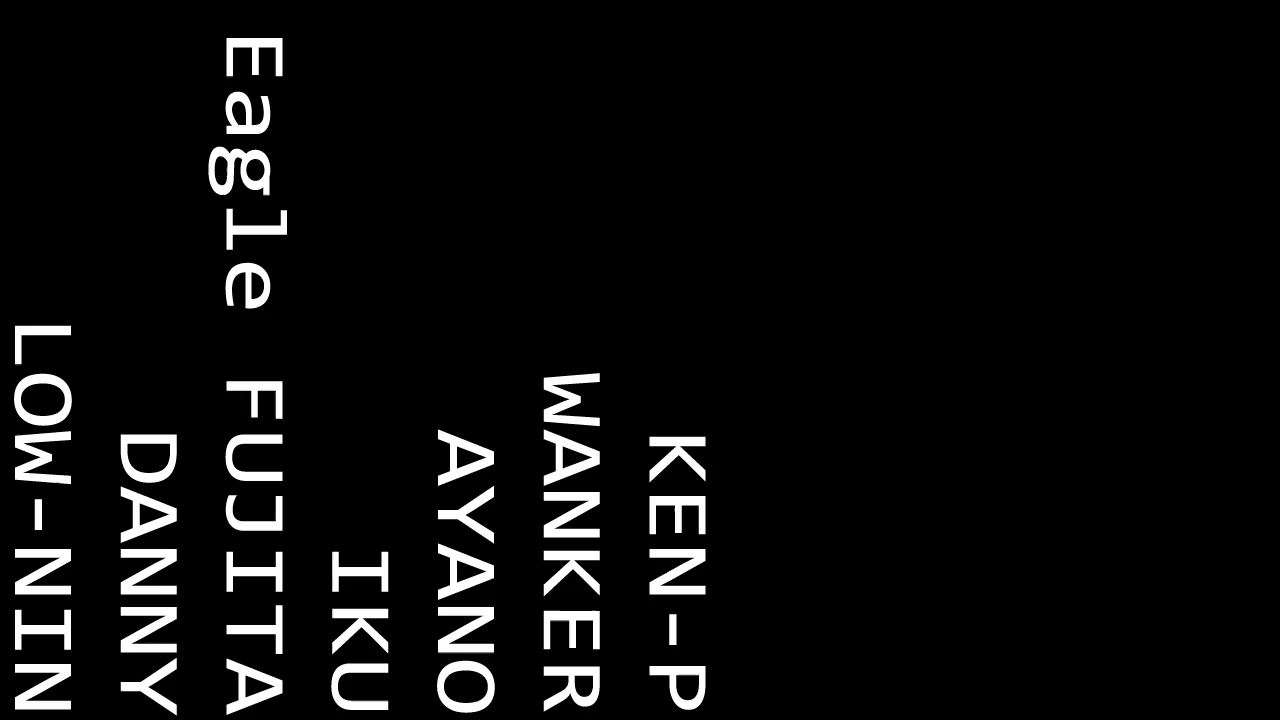 KEN-P
WANKER
AYANO
IKU
Eagle FUJITA
DANNY
LOW-NIN